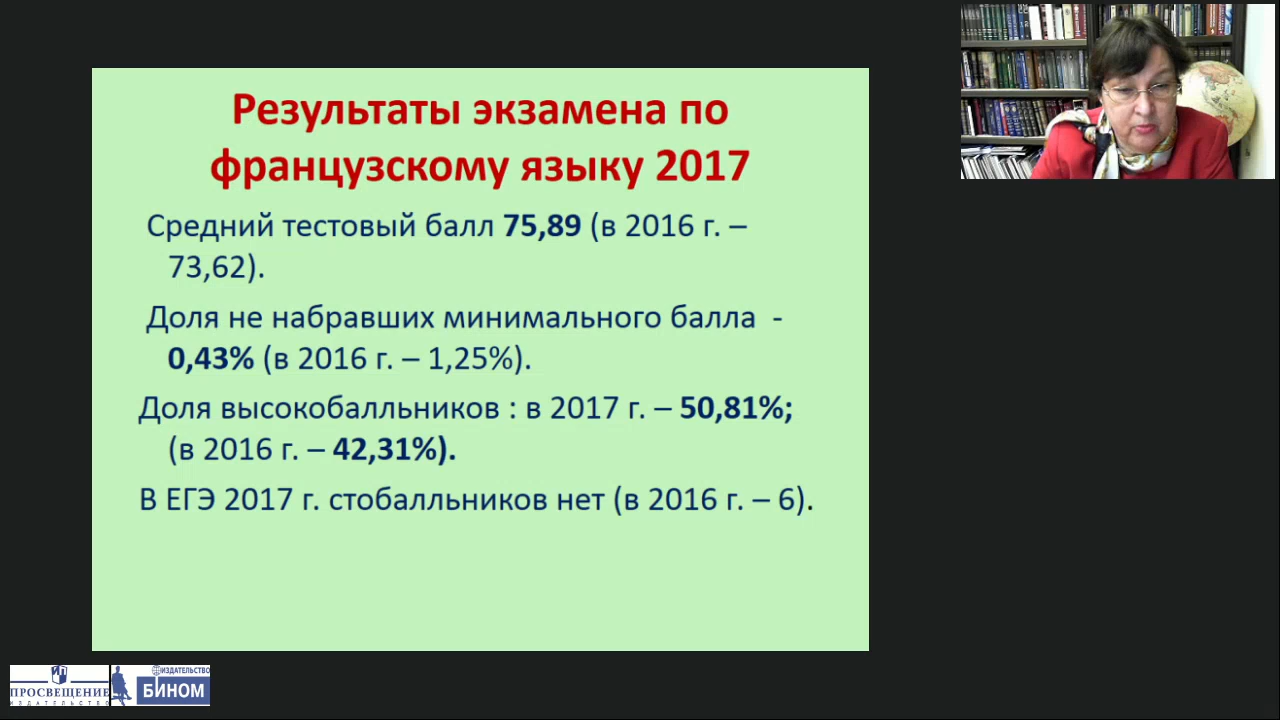 Результаты экзамена по
французскому языку 2017
Средний тестовый балл 75,89 (в 2016 г. –
73,62).
Доля не набравших минимального балла -
0,43% (в 2016 г. – 1,25%).
Доля высокобалльников : в 2017 г. – 50,81%;
(в 2016 г. – 42,31%).
В ЕГЭ 2017 г. стобалльников нет (в 2016 г. – 6).
ПРОСВЕЩЕНИЕ
ИЗДАТЕЛЬСТВО
ИЗДАТЕЛЬСТВО
БИНОМ